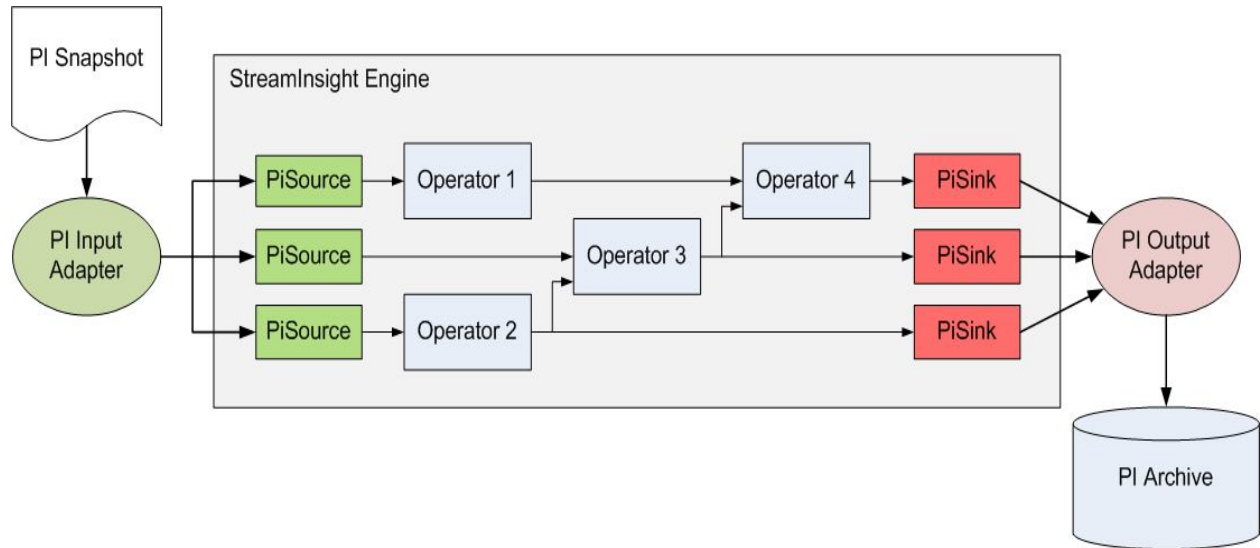 PI Snapshot
StreamInsight Engine
PiSource
Operator 1
Operator 4
PiSink
PI Input
Adapter
PiSource
Operator 3
PiSink
PI Output
Adapter
PiSource
Operator 2
PiSink
PI Archive